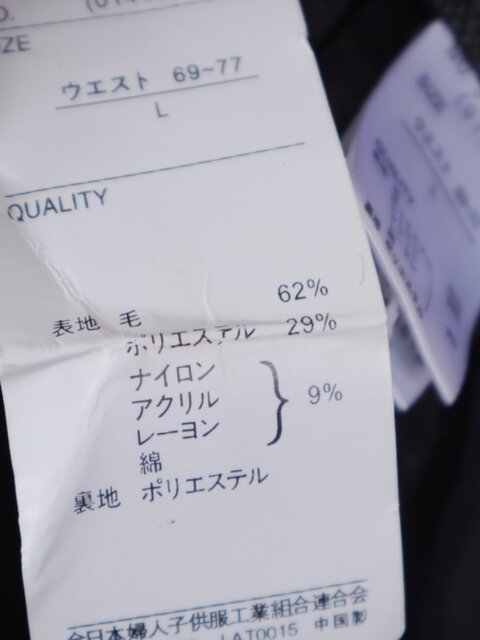 ウエスト 69~77
L
QUALITY
表地 毛 62%
ポリエステル 29%
ナイロン
アクリル
レーヨン
綿
9%
裏地 ポリエステル
全日本婦人子供服工業組合連合会
LAT0015 中国製